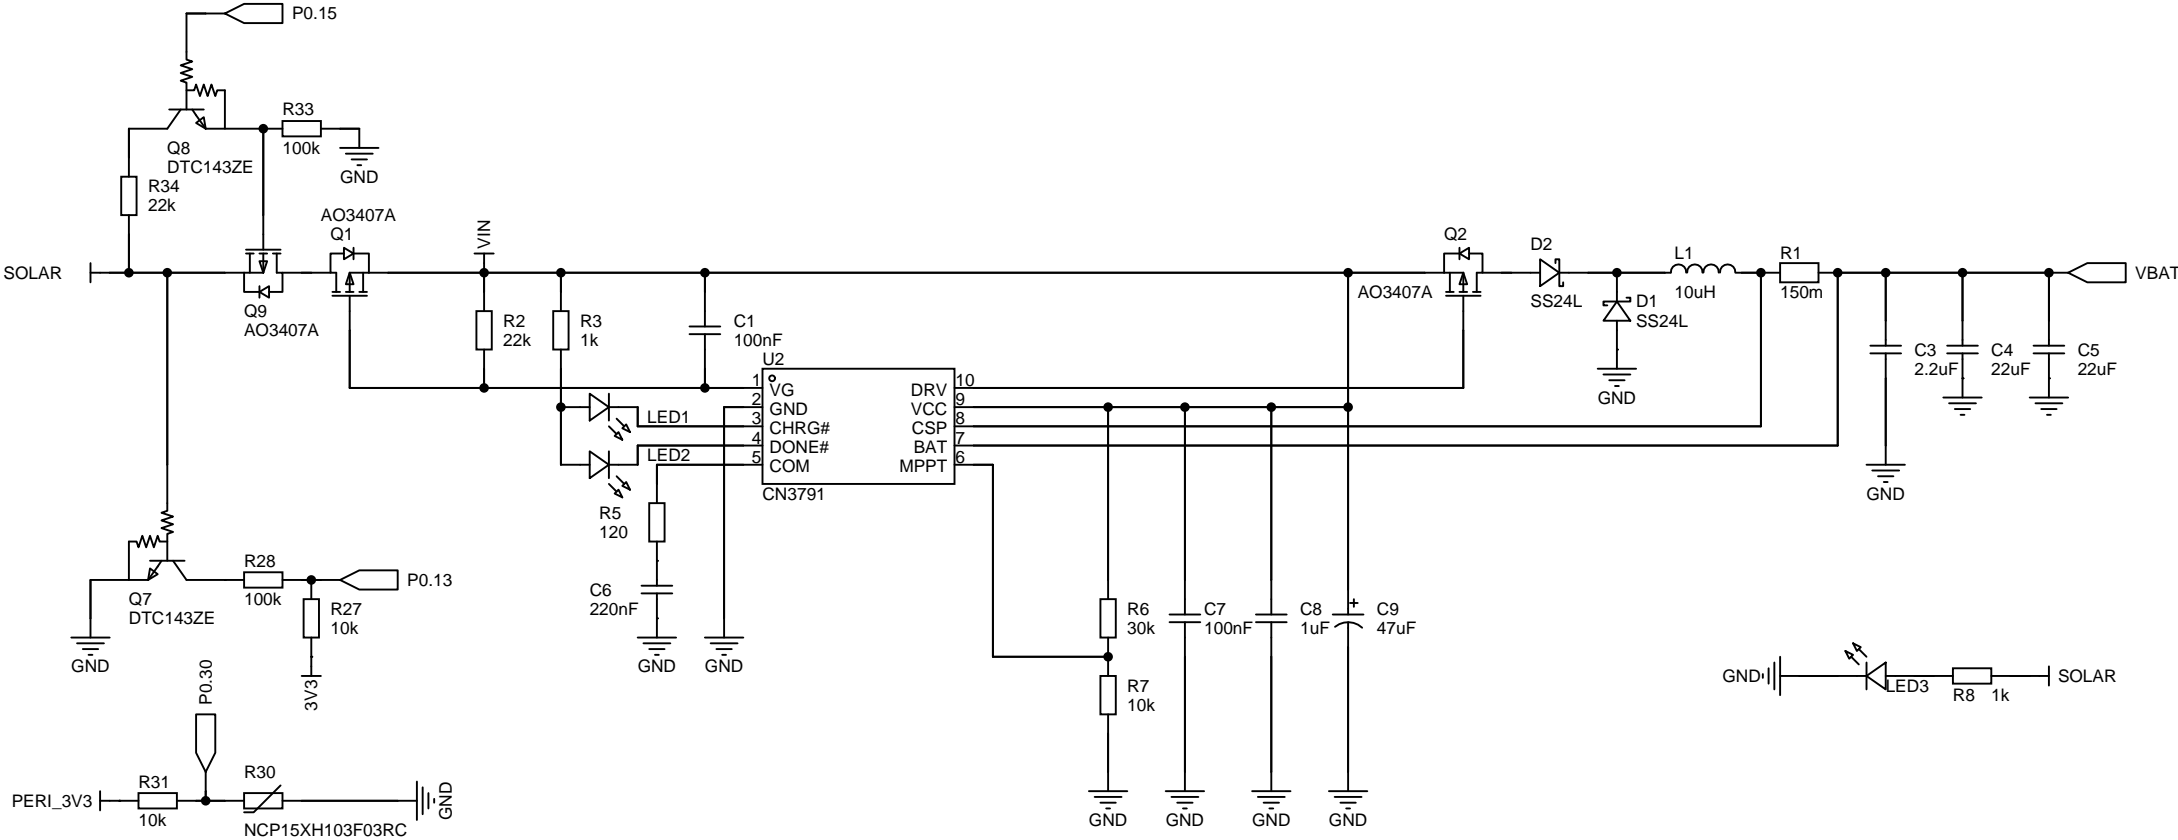 P0.15
R33
100k
GND
Q8
DTC143ZE
R34
22k
SOLAR
Q9
AO3407A
AO3407A
Q1
VIN
R2
22k
R3
1k
C1
100nF
U2
1
VG
2
GND
3
CHRG#
4
DONE#
5
COM
DRV
10
VCC
9
CSP
8
BAT
7
MPPT
6
CN3791
LED1
LED2
R5
120
C6
220nF
GND
GND
Q2
AO3407A
D2
SS24L
D1
SS24L
GND
L1
10uH
R1
150m
VBAT
C3
2.2uF
C4
22uF
C5
22uF
GND
Q7
DTC143ZE
GND
R28
100k
P0.13
R27
10k
3V3
R6
30k
R7
10k
C7
100nF
C8
1uF
+
C9
47uF
GND
GND
GND
GND
GND
LED3
R8
1k
SOLAR
P0.30
PERI_3V3
R31
10k
R30
NCP15XH103F03RC
GND